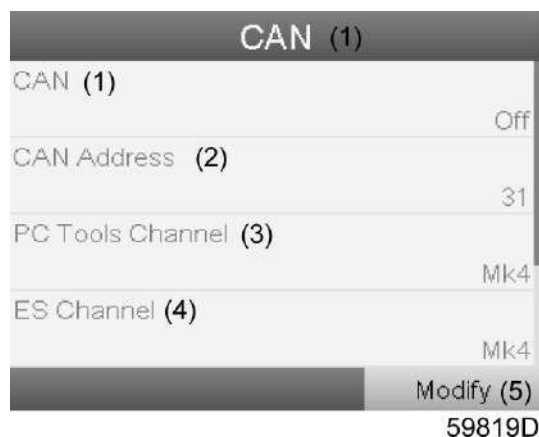 CAN (1)
CAN (1)
Off
CAN Address (2)
31
PC Tools Channel (3)
Mk4
ES Channel (4)
Mk4
Modify (5)
59819D